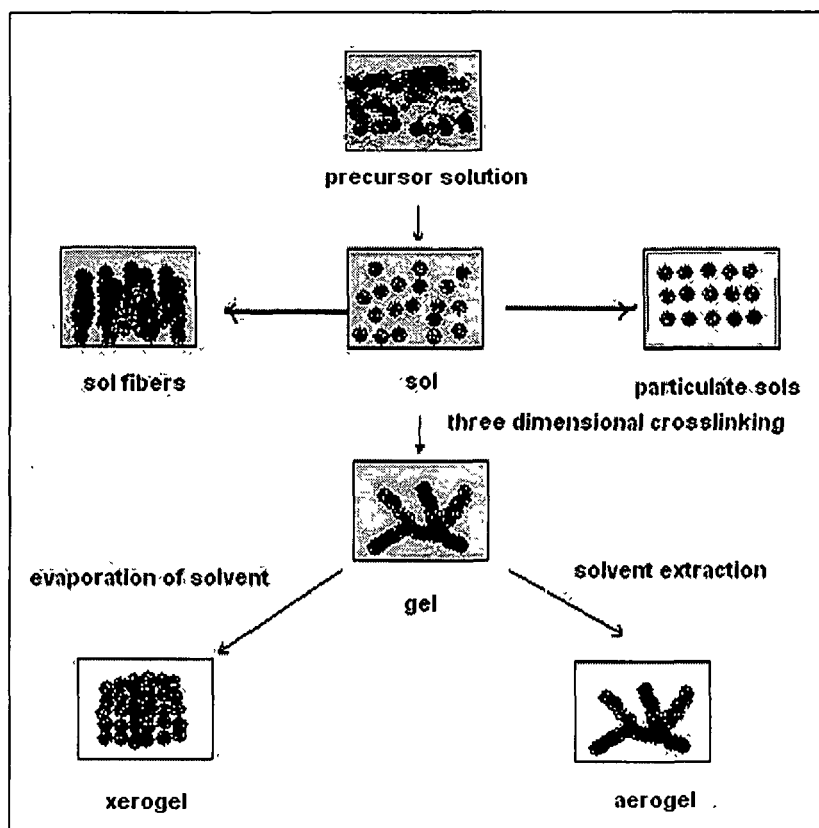 precursor solution
sol fibers
sol
particulate sols
three dimensional crosslinking
evaporation of solvent
solvent extraction
gel
xerogel
aerogel